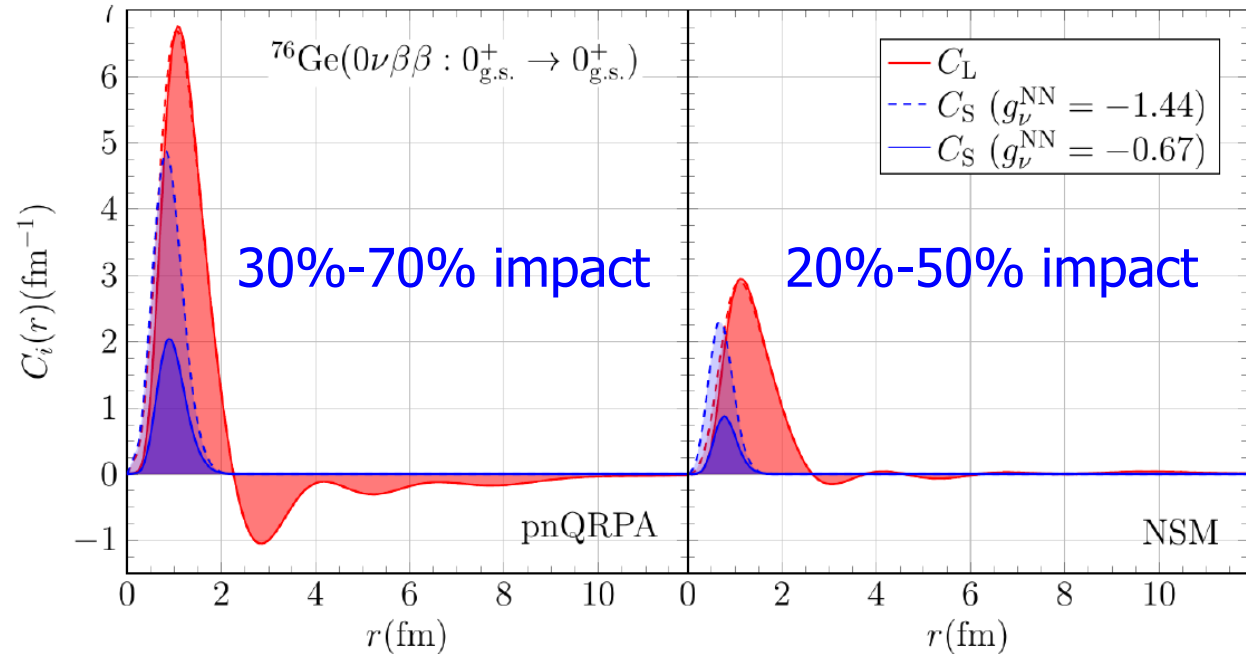 7
6
5
4
3
2
1
0
−1
C_i(r)(fm⁻¹)
⁷⁶Ge(0νββ : 0⁺_g.s. → 0⁺_g.s.)
30%-70% impact
pnQRPA
C_L
C_S (g_ν^NN = −1.44)
C_S (g_ν^NN = −0.67)
20%-50% impact
NSM
0 2 4 6 8 10 0 2 4 6 8 10
r(fm) r(fm)